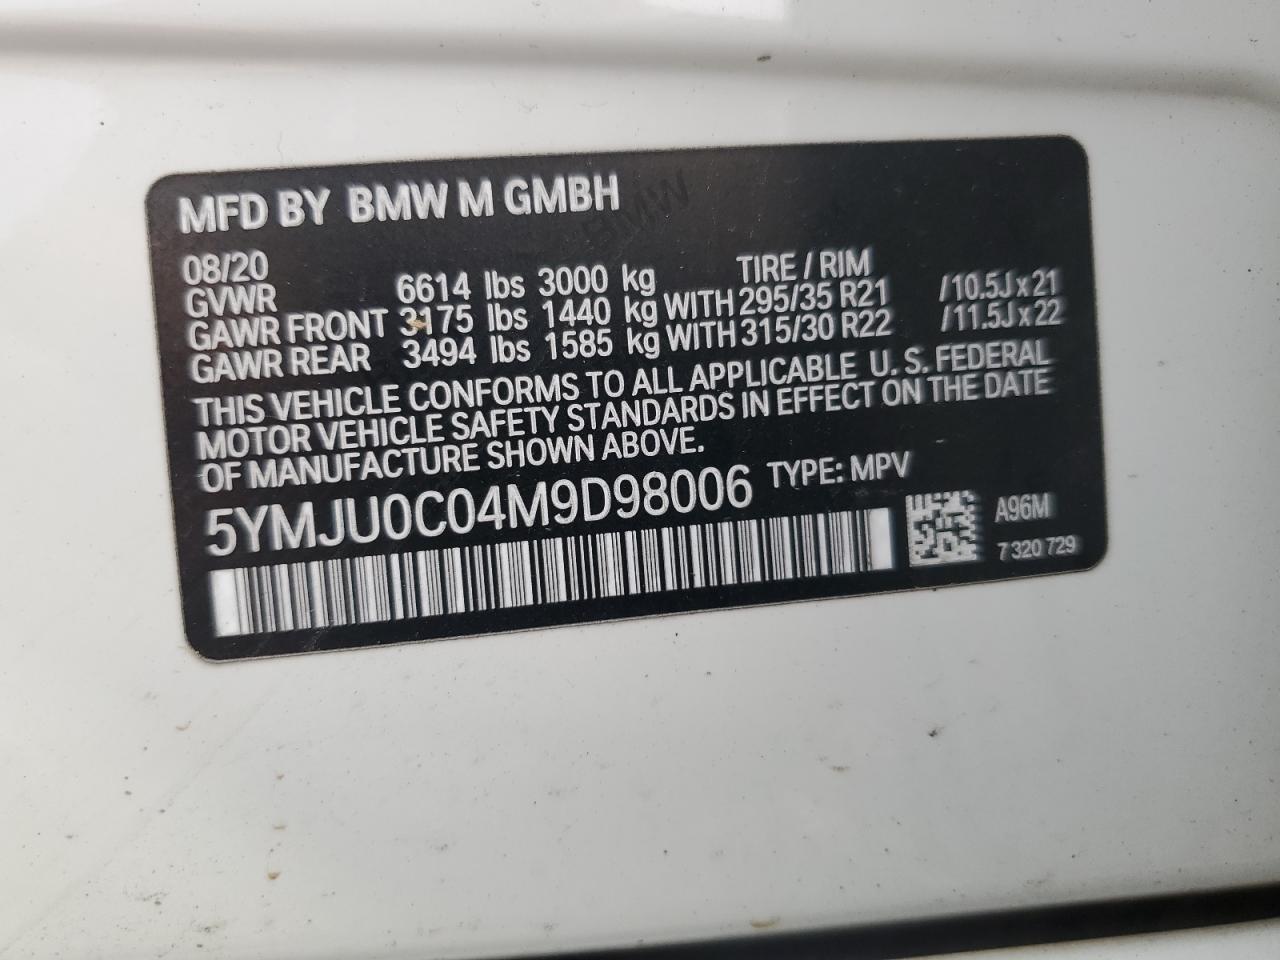 MFD BY BMW M GMBH
BMW
08/20 TIRE / RIM
GVWR 6614 lbs 3000 kg
GAWR FRONT 3175 lbs 1440 kg WITH 295/35 R21 /10.5J x 21
GAWR REAR 3494 lbs 1585 kg WITH 315/30 R22 /11.5J x 22
THIS VEHICLE CONFORMS TO ALL APPLICABLE U. S. FEDERAL
MOTOR VEHICLE SAFETY STANDARDS IN EFFECT ON THE DATE
OF MANUFACTURE SHOWN ABOVE.
5YMJU0C04M9D98006 TYPE: MPV
A96M
7 320 729